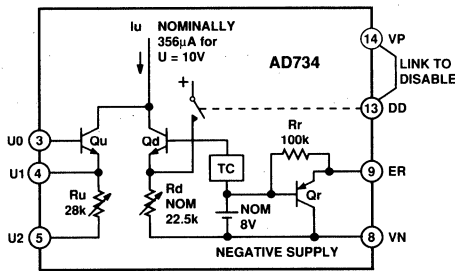 Iu NOMINALLY
356µA for
U = 10V
AD734
14 VP
LINK TO
DISABLE
13 DD
+
U0 3
Qu
Qd
Rr
100k
U1 4
TC
9 ER
Qr
Ru
28k
Rd
NOM
22.5k
NOM
8V
U2 5
8 VN
NEGATIVE SUPPLY